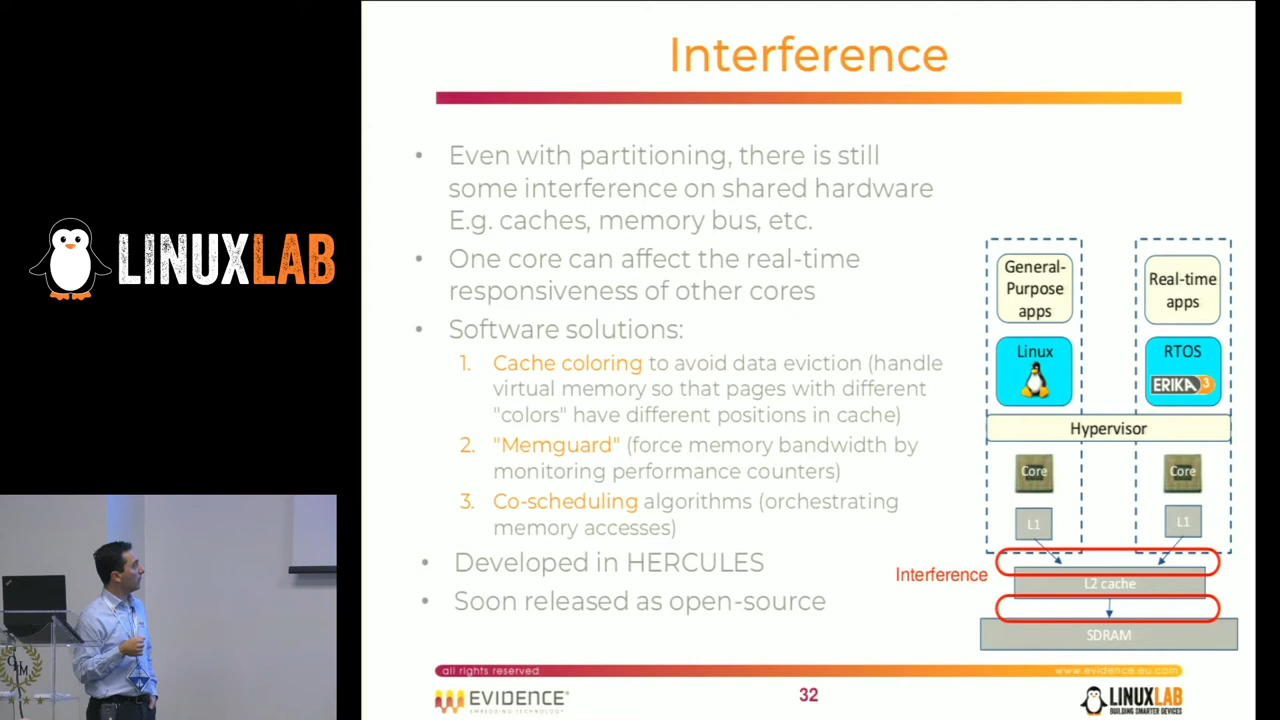 LINUXLAB
Interference
• Even with partitioning, there is still
some interference on shared hardware
E.g. caches, memory bus, etc.
• One core can affect the real-time
responsiveness of other cores
• Software solutions:
1. Cache coloring to avoid data eviction (handle
virtual memory so that pages with different
"colors" have different positions in cache)
2. "Memguard" (force memory bandwidth by
monitoring performance counters)
3. Co-scheduling algorithms (orchestrating
memory accesses)
• Developed in HERCULES
• Soon released as open-source
General-
Purpose
apps
Real-time
apps
Linux
RTOS
ERIKA3
Hypervisor
Core
Core
L1
L1
Interference
L2 cache
SDRAM
all rights reserved
www.evidence.eu.com
EVIDENCE®
EMBEDDING TECHNOLOGY
32
LINUXLAB
BUILDING SMARTER DEVICES